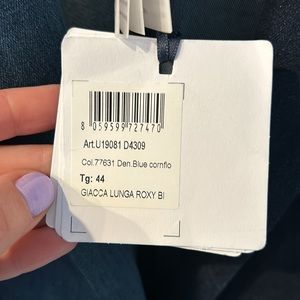 8 059599 727470
Art.U19081 D4309
Col.77631 Den.Blue cornflo
Tg: 44
GIACCA LUNGA ROXY BI